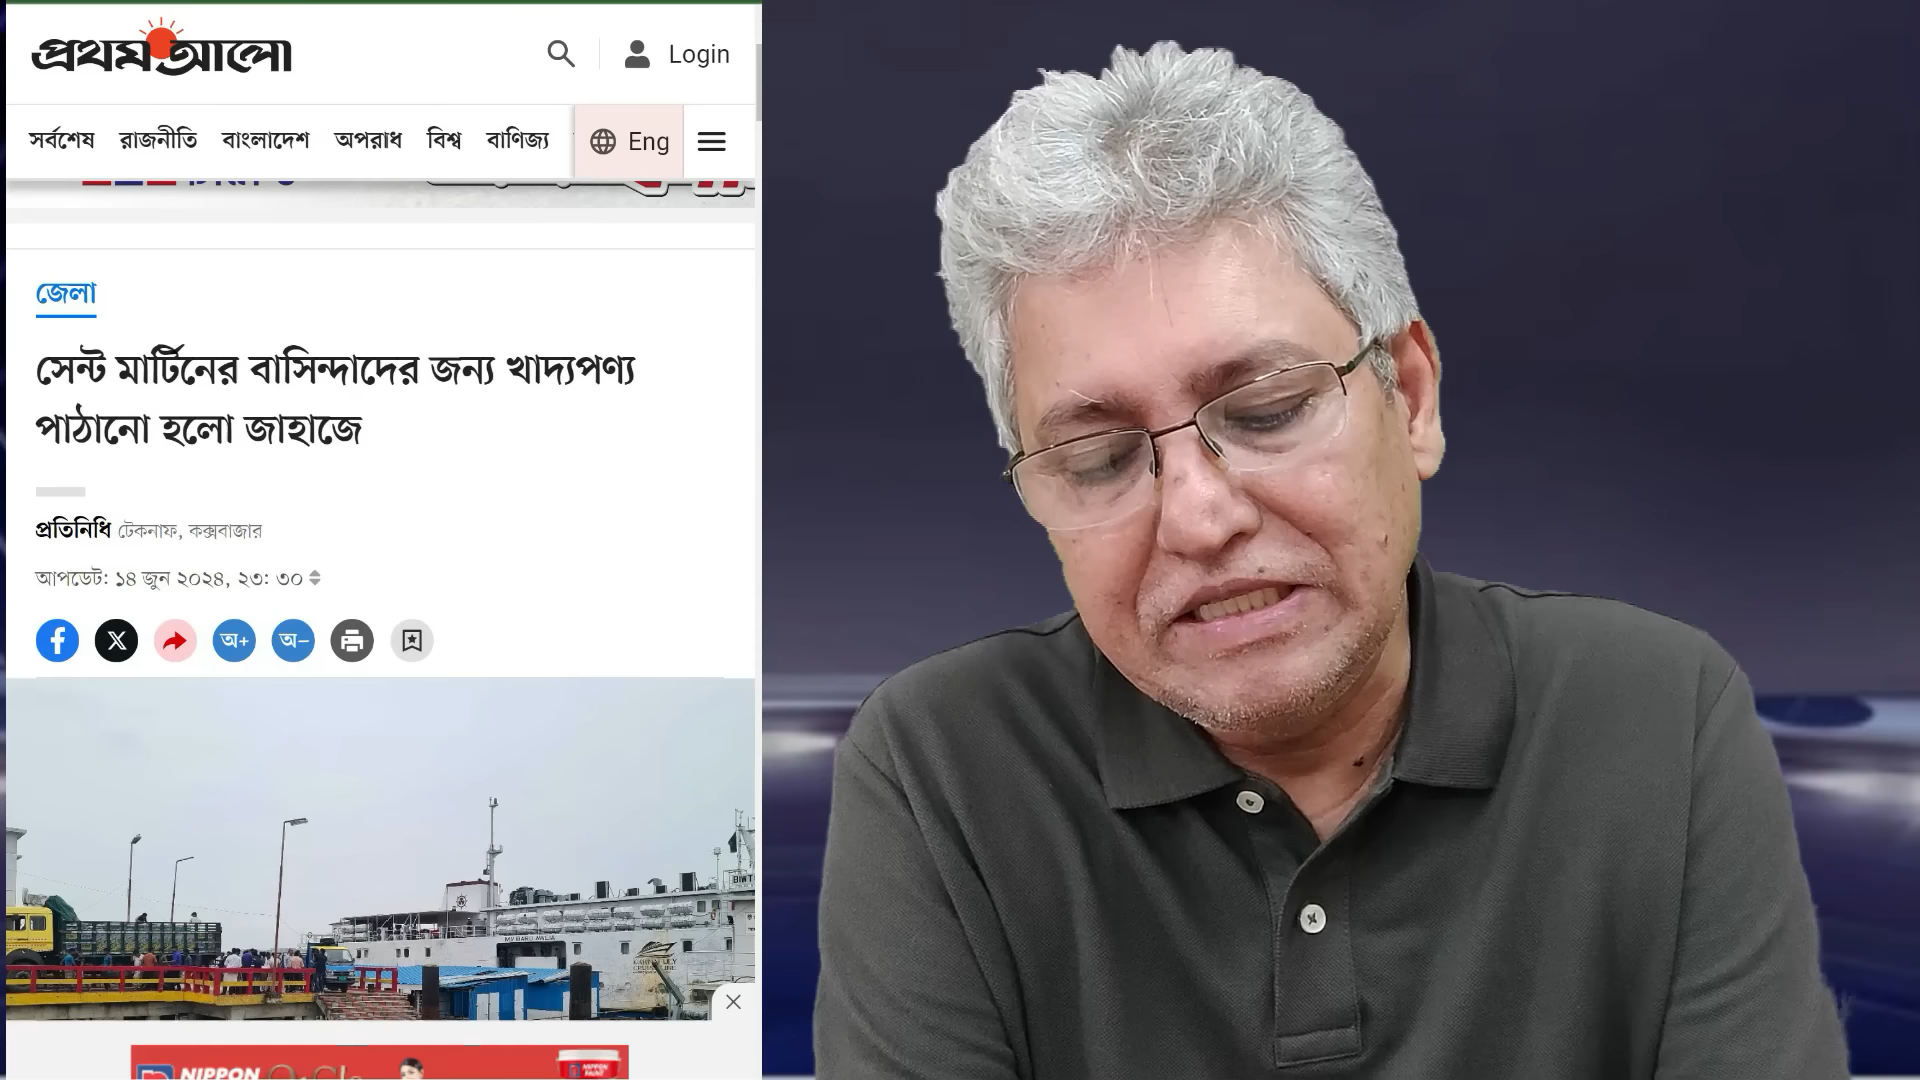 প্রথম আলো
Login
সর্বশেষ রাজনীতি বাংলাদেশ অপরাধ বিশ্ব বাণিজ্য Eng
জেলা
সেন্ট মার্টিনের বাসিন্দাদের জন্য খাদ্যপণ্য
পাঠানো হলো জাহাজে
প্রতিনিধি টেকনাফ, কক্সবাজার
আপডেট: ১৪ জুন ২০২৪, ২৩: ৩০
অ+ অ−
NIPPON